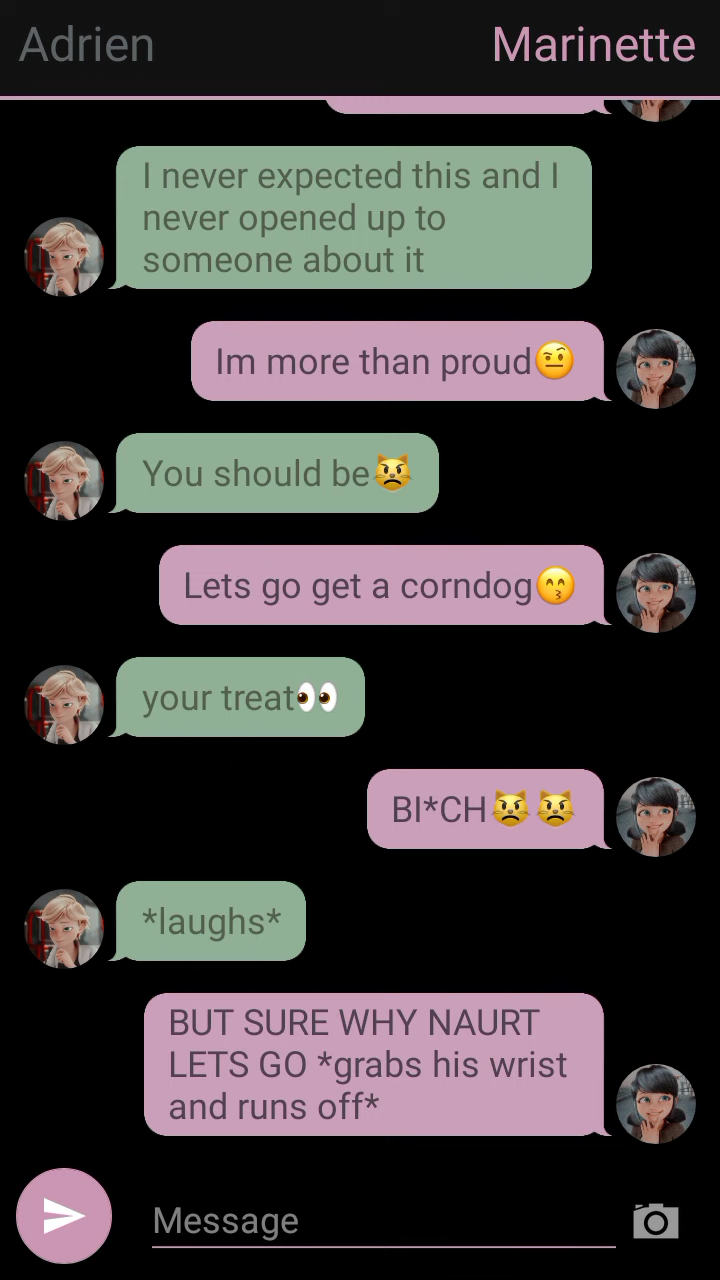 Adrien Marinette
I never expected this and I
never opened up to
someone about it
Im more than proud🤨
You should be😾
Lets go get a corndog😙
your treat👀
BI*CH😾😾
*laughs*
BUT SURE WHY NAURT
LETS GO *grabs his wrist
and runs off*
Message